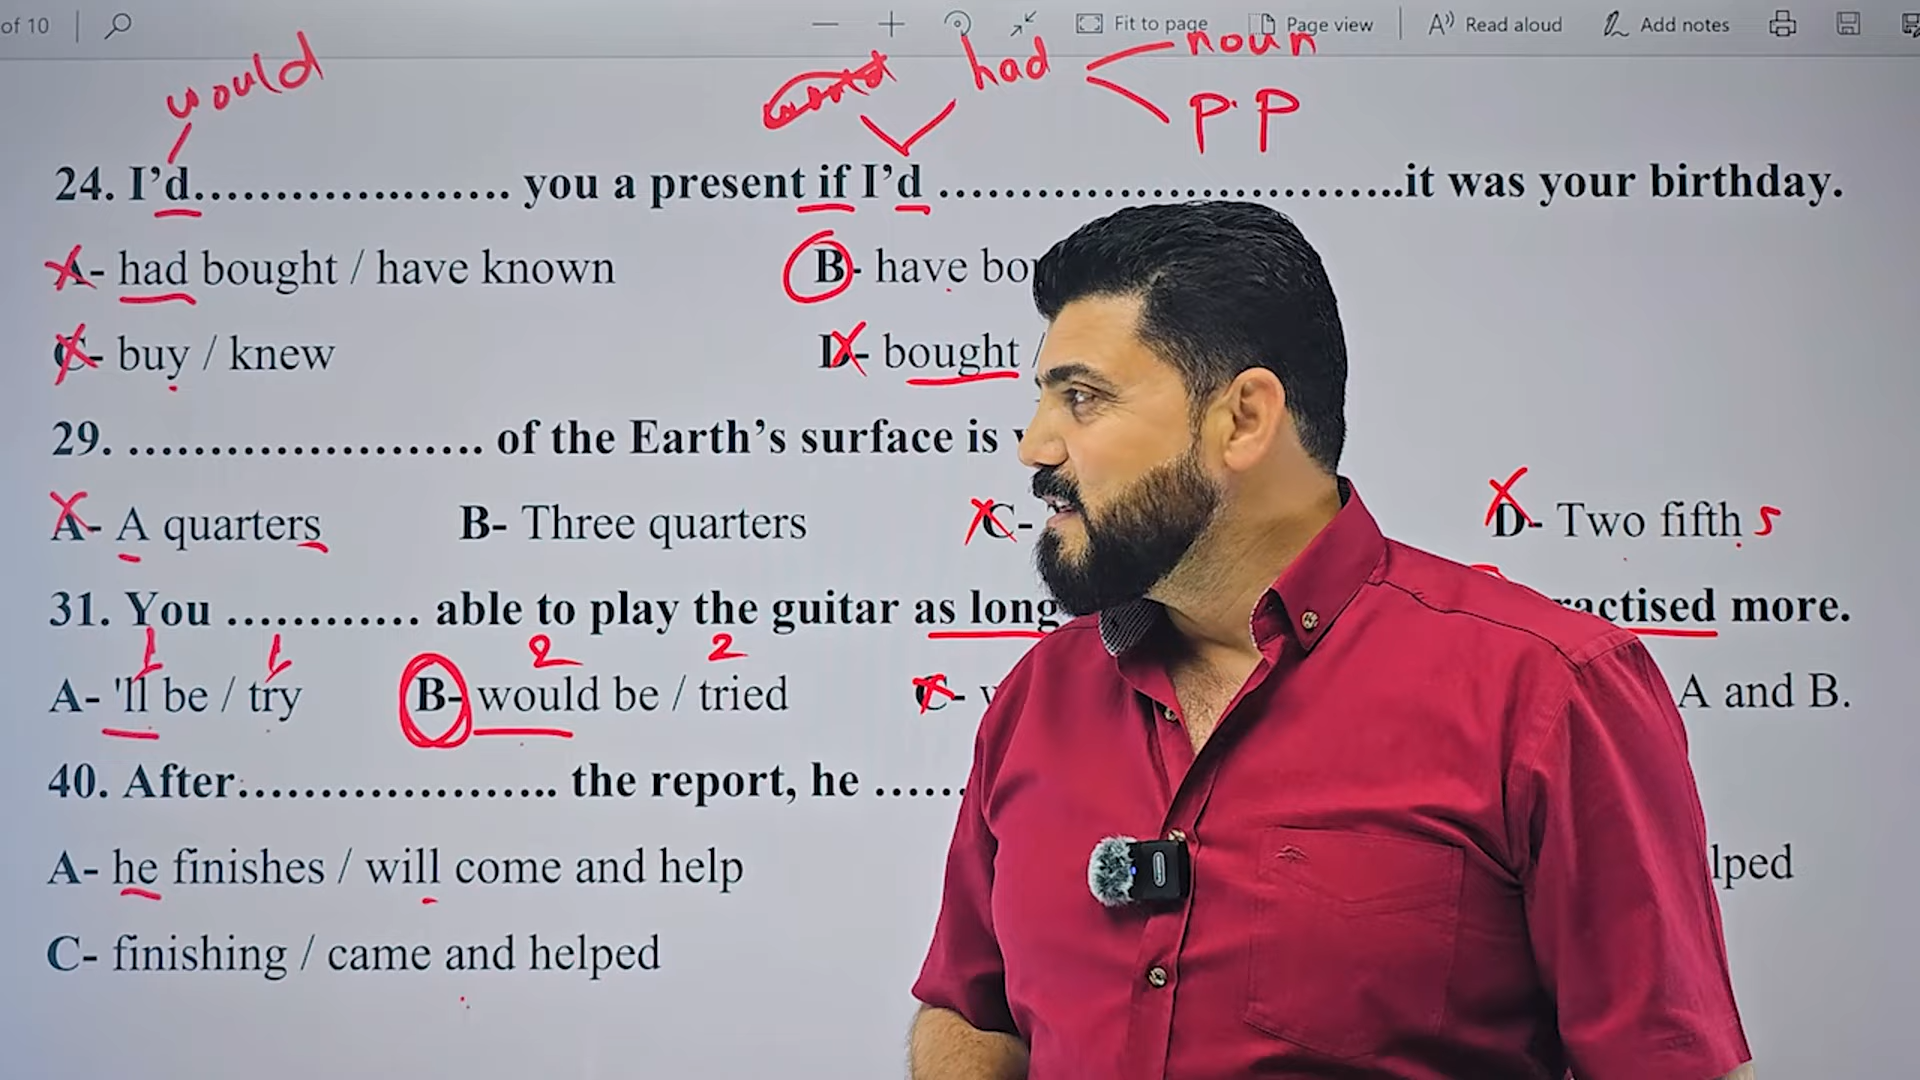 of 10 Fit to page Page view Read aloud Add notes
would had noun
p.p
24. I'd........................ you a present if I'd ..............................it was your birthday.
A- had bought / have known B- have
C- buy / knew D- bought /
29. ........................ of the Earth's surface is
A- A quarters B- Three quarters C- D- Two fifth s
31. You ............ able to play the guitar as long more.
1 1 2 2
A- 'll be / try B- would be / tried C- A and B.
40. After...................... the report, he ......
A- he finishes / will come and help
C- finishing / came and helped